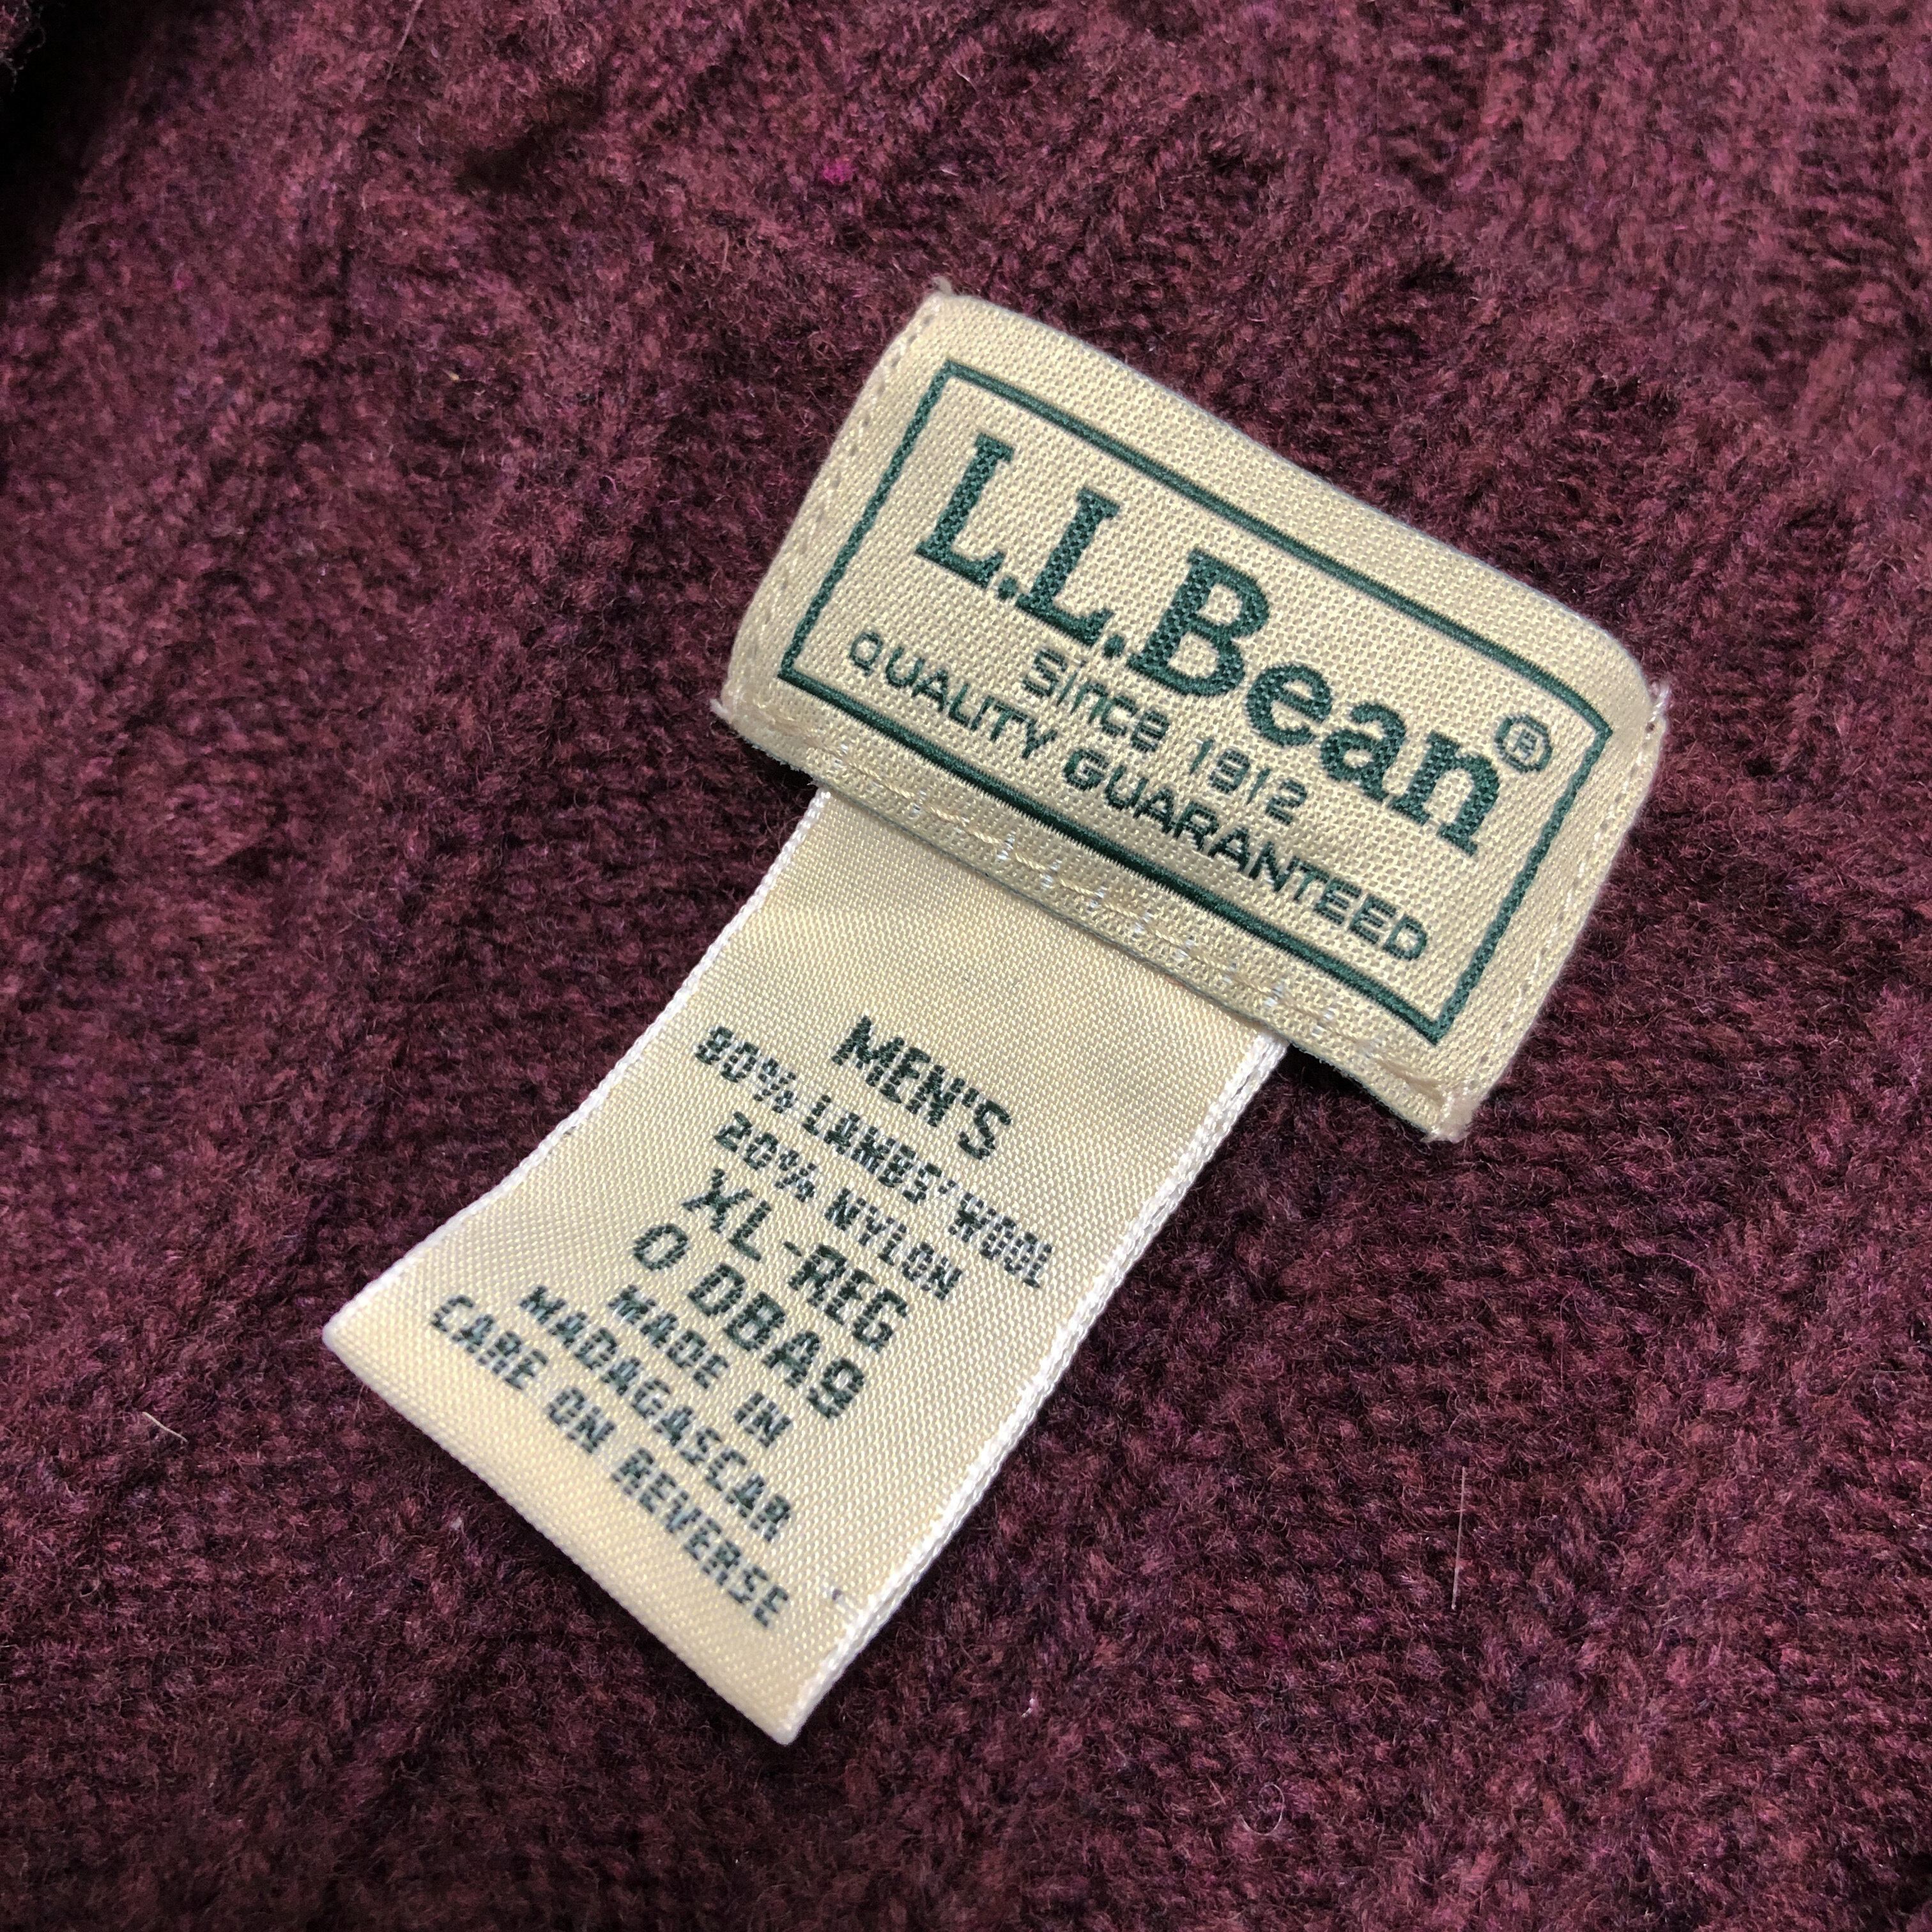 L.L.Bean®
Since 1912
QUALITY GUARANTEED
MEN'S
80% LAMBS' WOOL
20% NYLON
XL-REG
0 DBA9
MADE IN
MADAGASCAR
CARE ON REVERSE